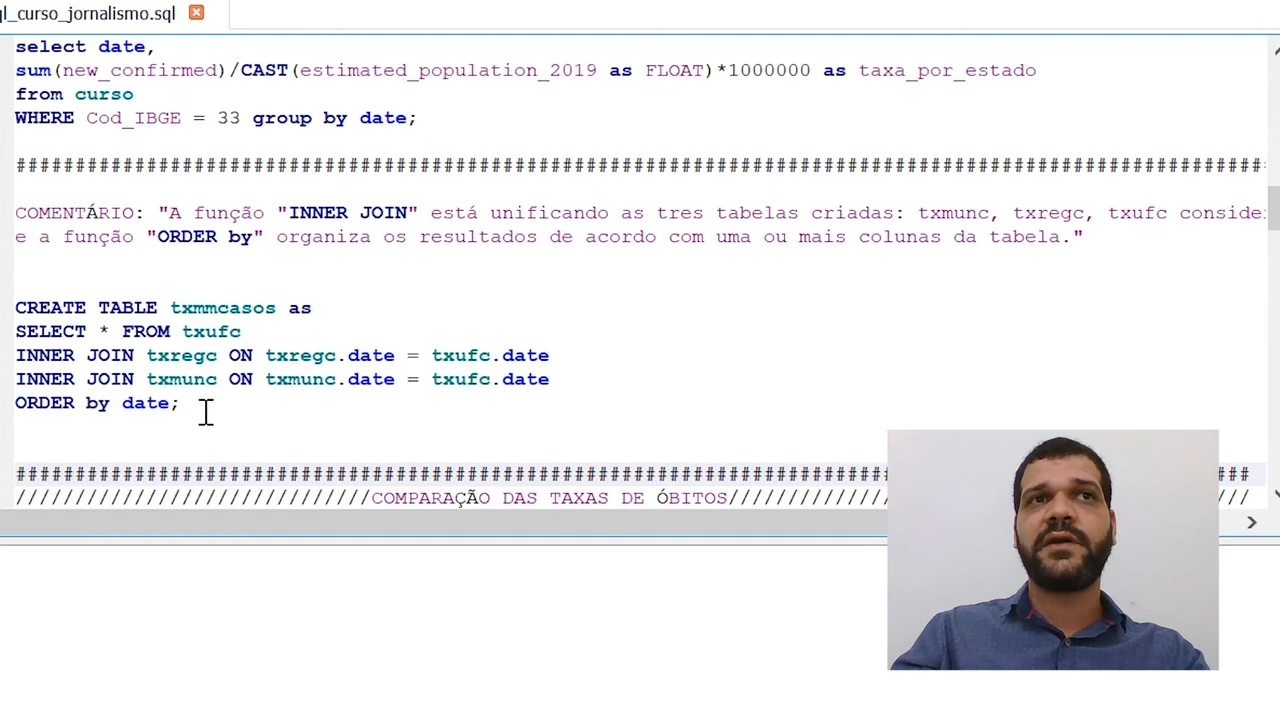 ql_curso_jornalismo.sql
select date,
sum(new_confirmed)/CAST(estimated_population_2019 as FLOAT)*1000000 as taxa_por_estado
from curso
WHERE Cod_IBGE = 33 group by date;
##########################################################################################################
COMENTÁRIO: "A função "INNER JOIN" está unificando as tres tabelas criadas: txmunc, txregc, txufc conside
e a função "ORDER by" organiza os resultados de acordo com uma ou mais colunas da tabela."
CREATE TABLE txmmcasos as
SELECT * FROM txufc
INNER JOIN txregc ON txregc.date = txufc.date
INNER JOIN txmunc ON txmunc.date = txufc.date
ORDER by date;
######################################################################### ###
//////////////////////////////COMPARAÇÃO DAS TAXAS DE ÓBITOS////////////// ///